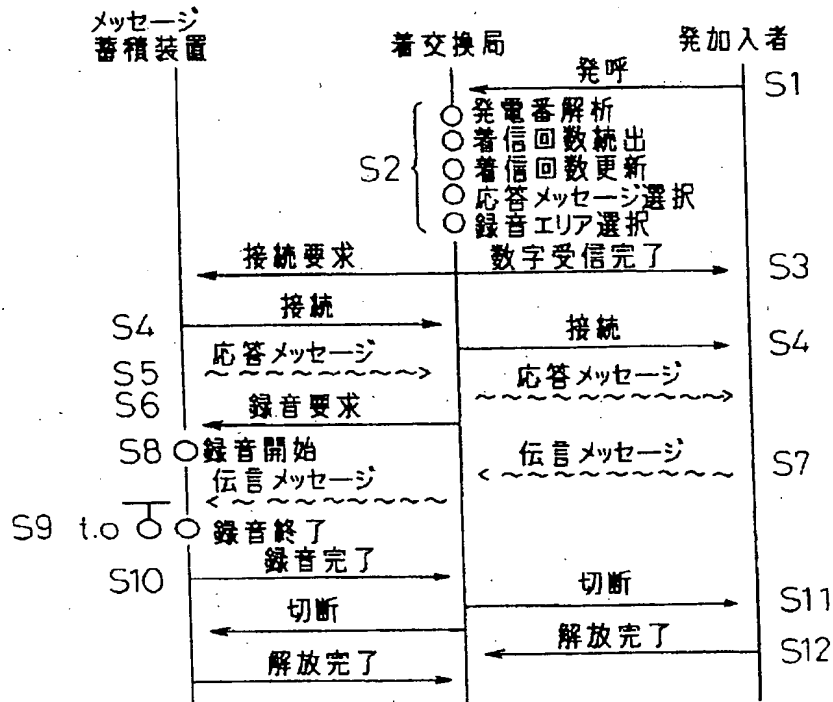 メッセージ
蓄積装置
着交換局
発加入者
発呼
S1
発電番解析
着信回数続出
着信回数更新
応答メッセージ選択
録音エリア選択
S2
接続要求
数字受信完了
S3
接続
S4
接続
S4
応答メッセージ
S5
応答メッセージ
S6
録音要求
S8
録音開始
伝言メッセージ
S7
伝言メッセージ
S9
t.o
録音終了
録音完了
S10
切断
S11
切断
解放完了
S12
解放完了